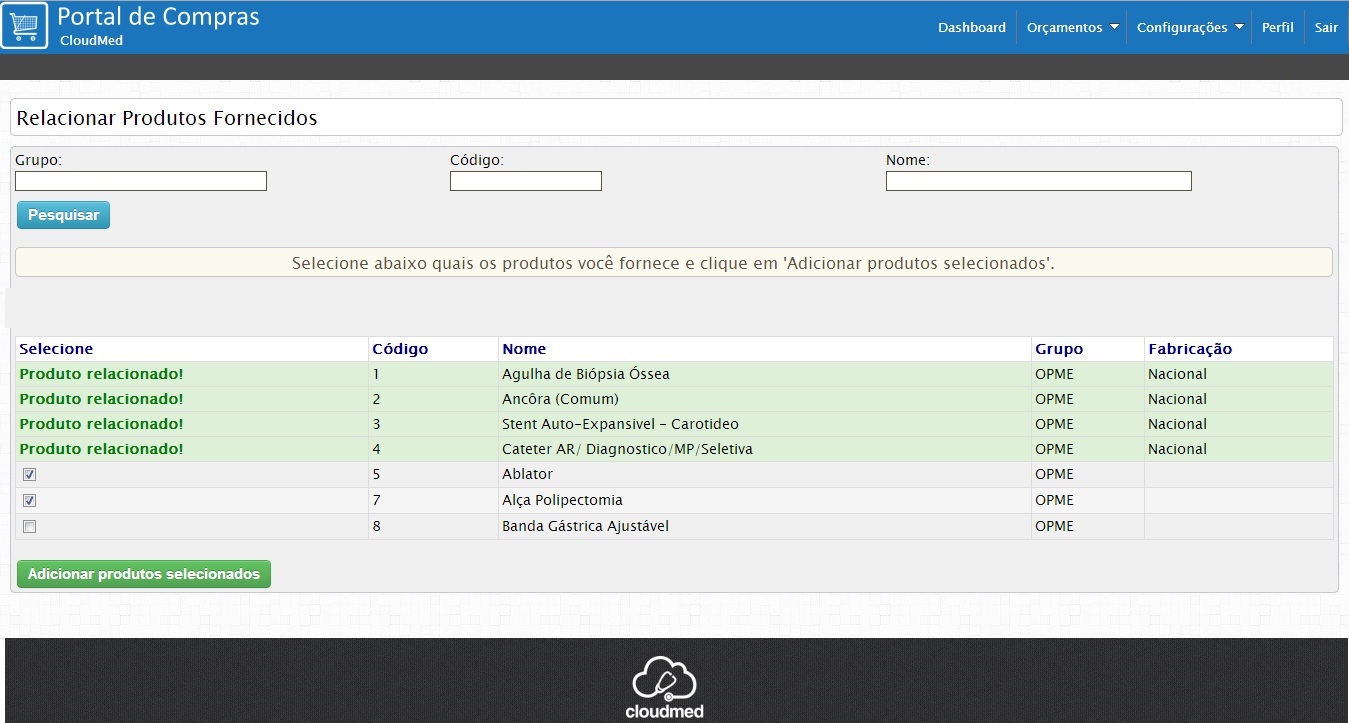 Portal de Compras
CloudMed
Dashboard Orçamentos Configurações Perfil Sair
Relacionar Produtos Fornecidos
Grupo: Código: Nome:
Pesquisar
Selecione abaixo quais os produtos você fornece e clique em 'Adicionar produtos selecionados'.
Selecione Código Nome Grupo Fabricação
Produto relacionado! 1 Agulha de Biópsia Óssea OPME Nacional
Produto relacionado! 2 Ancôra (Comum) OPME Nacional
Produto relacionado! 3 Stent Auto-Expansivel - Carotideo OPME Nacional
Produto relacionado! 4 Cateter AR/ Diagnostico/MP/Seletiva OPME Nacional
5 Ablator OPME
7 Alça Polipectomia OPME
8 Banda Gástrica Ajustável OPME
Adicionar produtos selecionados
cloudmed